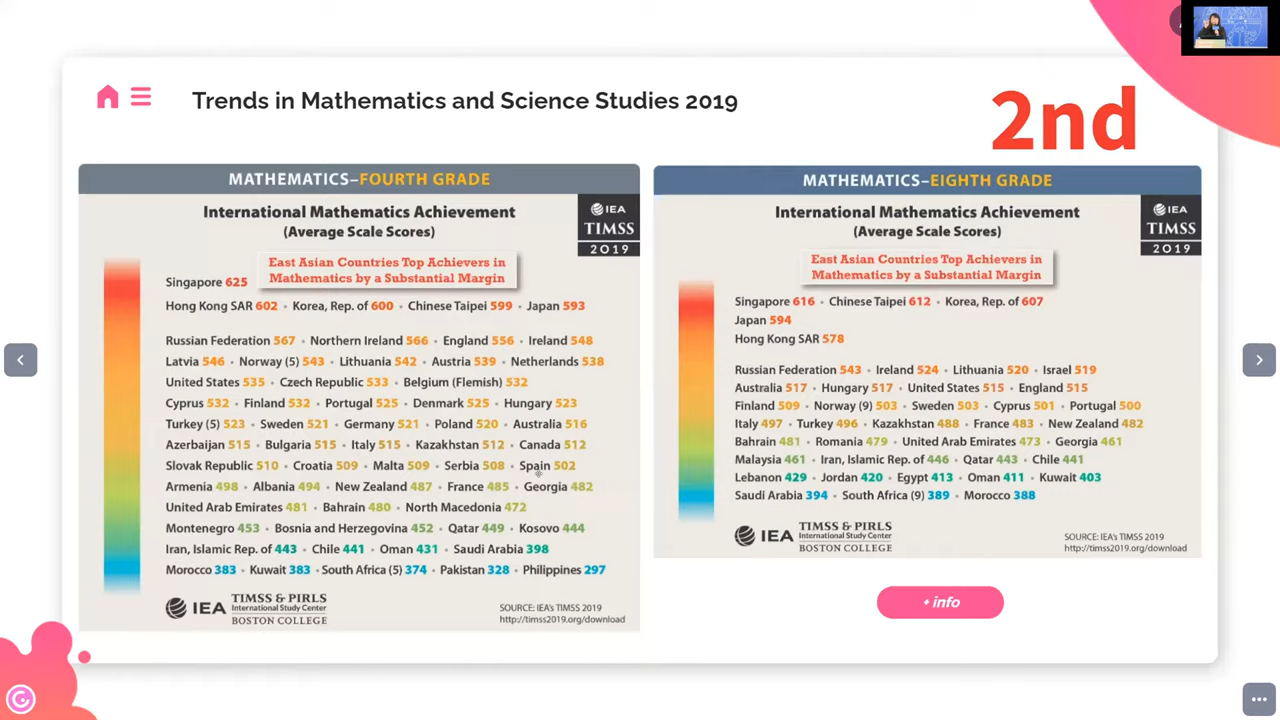 Trends in Mathematics and Science Studies 2019
2nd
MATHEMATICS–FOURTH GRADE
International Mathematics Achievement
(Average Scale Scores)
IEA
TIMSS
2019
East Asian Countries Top Achievers in
Mathematics by a Substantial Margin
Singapore 625
Hong Kong SAR 602 • Korea, Rep. of 600 • Chinese Taipei 599 • Japan 593
Russian Federation 567 • Northern Ireland 566 • England 556 • Ireland 548
Latvia 546 • Norway (5) 543 • Lithuania 542 • Austria 539 • Netherlands 538
United States 535 • Czech Republic 533 • Belgium (Flemish) 532
Cyprus 532 • Finland 532 • Portugal 525 • Denmark 525 • Hungary 523
Turkey (5) 523 • Sweden 521 • Germany 521 • Poland 520 • Australia 516
Azerbaijan 515 • Bulgaria 515 • Italy 515 • Kazakhstan 512 • Canada 512
Slovak Republic 510 • Croatia 509 • Malta 509 • Serbia 508 • Spain 502
Armenia 498 • Albania 494 • New Zealand 487 • France 485 • Georgia 482
United Arab Emirates 481 • Bahrain 480 • North Macedonia 472
Montenegro 453 • Bosnia and Herzegovina 452 • Qatar 449 • Kosovo 444
Iran, Islamic Rep. of 443 • Chile 441 • Oman 431 • Saudi Arabia 398
Morocco 383 • Kuwait 383 • South Africa (5) 374 • Pakistan 328 • Philippines 297
IEA
TIMSS & PIRLS
International Study Center
BOSTON COLLEGE
SOURCE: IEA's TIMSS 2019
http://timss2019.org/download
MATHEMATICS–EIGHTH GRADE
International Mathematics Achievement
(Average Scale Scores)
IEA
TIMSS
2019
East Asian Countries Top Achievers in
Mathematics by a Substantial Margin
Singapore 616 • Chinese Taipei 612 • Korea, Rep. of 607
Japan 594
Hong Kong SAR 578
Russian Federation 543 • Ireland 524 • Lithuania 520 • Israel 519
Australia 517 • Hungary 517 • United States 515 • England 515
Finland 509 • Norway (9) 503 • Sweden 503 • Cyprus 501 • Portugal 500
Italy 497 • Turkey 496 • Kazakhstan 488 • France 483 • New Zealand 482
Bahrain 481 • Romania 479 • United Arab Emirates 473 • Georgia 461
Malaysia 461 • Iran, Islamic Rep. of 446 • Qatar 443 • Chile 441
Lebanon 429 • Jordan 420 • Egypt 413 • Oman 411 • Kuwait 403
Saudi Arabia 394 • South Africa (9) 389 • Morocco 388
IEA
TIMSS & PIRLS
International Study Center
BOSTON COLLEGE
SOURCE: IEA's TIMSS 2019
http://timss2019.org/download
+ info